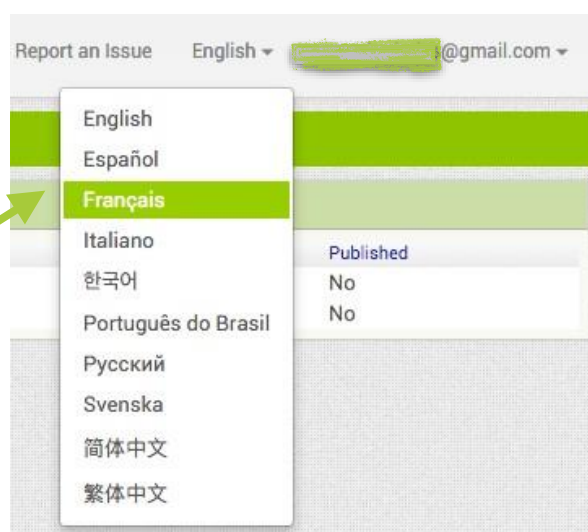 Report an Issue English @gmail.com
English
Español
Français
Italiano
한국어
Português do Brasil
Русский
Svenska
简体中文
繁体中文
Published
No
No